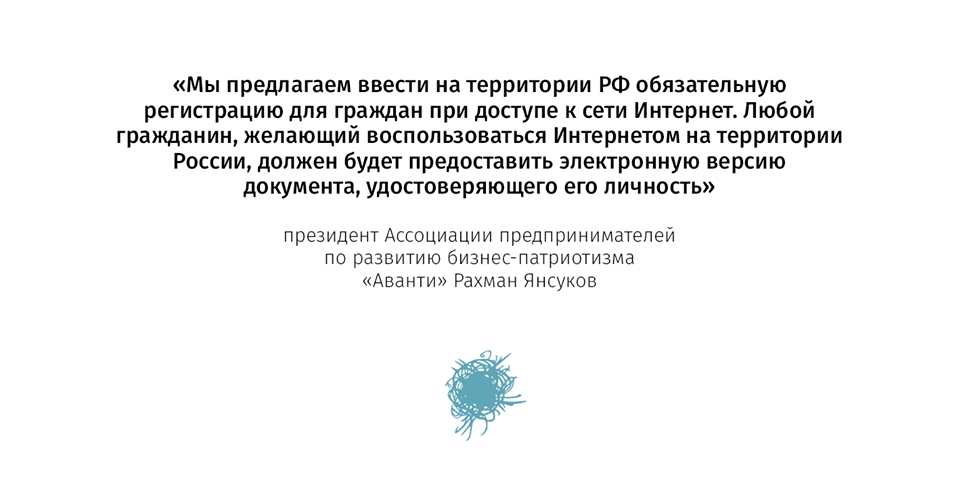 «Мы предлагаем ввести на территории РФ обязательную
регистрацию для граждан при доступе к сети Интернет. Любой
гражданин, желающий воспользоваться Интернетом на территории
России, должен будет предоставить электронную версию
документа, удостоверяющего его личность»
президент Ассоциации предпринимателей
по развитию бизнес-патриотизма
«Аванти» Рахман Янсуков